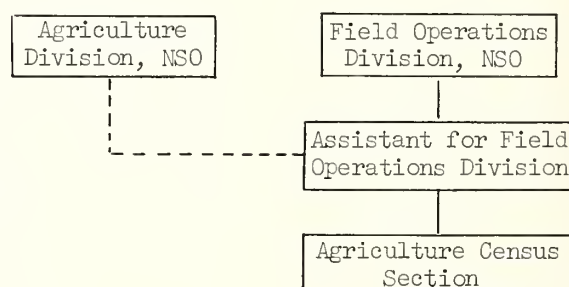 Agriculture
Division, NSO
Field Operations
Division, NSO
Assistant for Field
Operations Division
Agriculture Census
Section